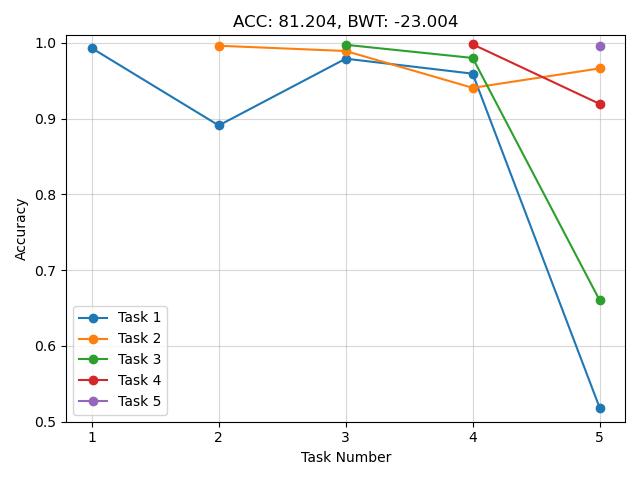 ACC: 81.204, BWT: -23.004
1.0
0.9
0.8
0.7
0.6
0.5
Accuracy
Task 1
Task 2
Task 3
Task 4
Task 5
1 2 3 4 5
Task Number